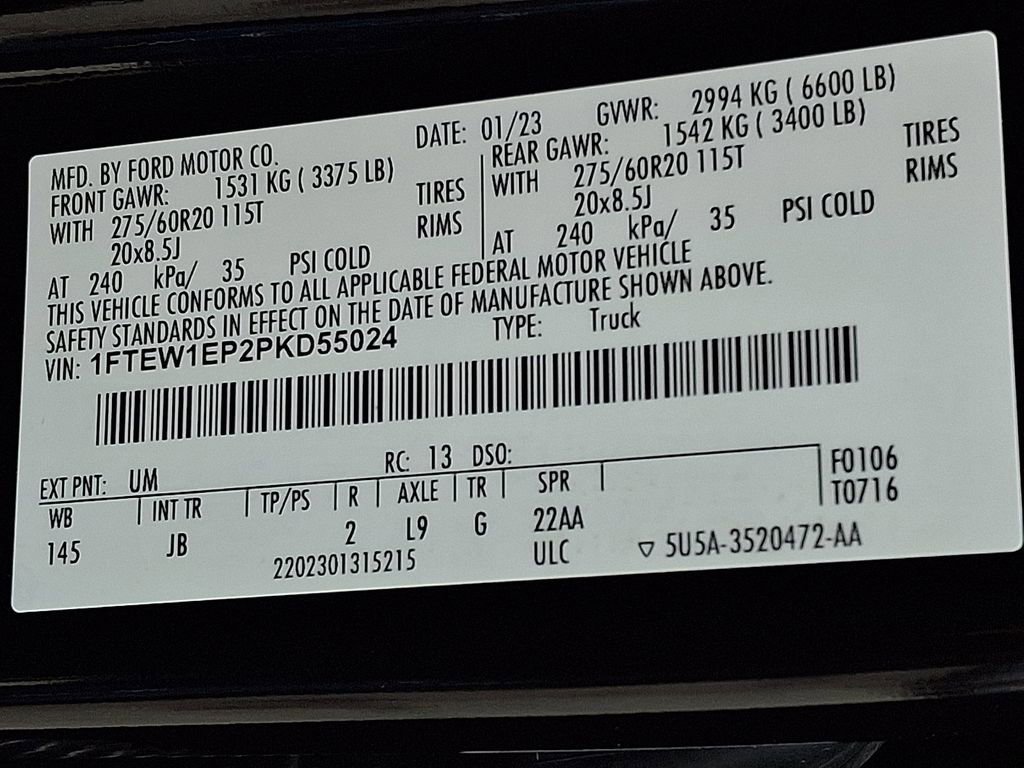 MFD. BY FORD MOTOR CO. DATE: 01/23 GVWR: 2994 KG ( 6600 LB)
FRONT GAWR: 1531 KG ( 3375 LB) REAR GAWR: 1542 KG ( 3400 LB)
WITH 275/60R20 115T TIRES WITH 275/60R20 115T TIRES
20x8.5J RIMS 20x8.5J RIMS
AT 240 kPa/ 35 PSI COLD AT 240 kPa/ 35 PSI COLD
THIS VEHICLE CONFORMS TO ALL APPLICABLE FEDERAL MOTOR VEHICLE
SAFETY STANDARDS IN EFFECT ON THE DATE OF MANUFACTURE SHOWN ABOVE.
VIN: 1FTEW1EP2PKD55024 TYPE: Truck
EXT PNT: UM RC: 13 DSO:
WB INT TR TP/PS R AXLE TR SPR F0106
T0716
145 JB 2 L9 G 22AA
2202301315215 ULC ▽ 5U5A-3520472-AA